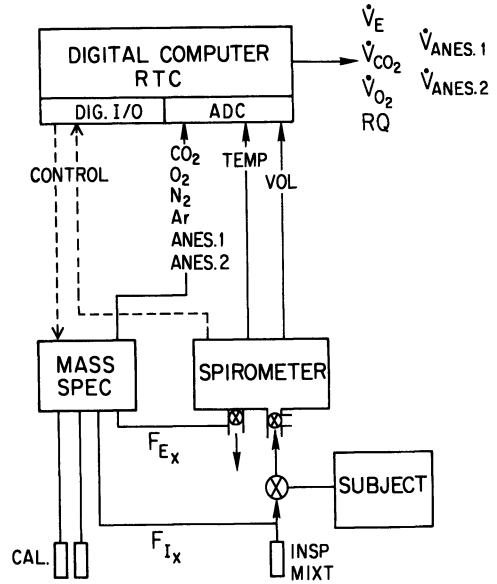 DIGITAL COMPUTER
RTC
DIG. I/O
ADC
V̇E
V̇CO₂
V̇O₂
RQ
V̇ANES.1
V̇ANES.2
CONTROL
CO₂
O₂
N₂
Ar
ANES.1
ANES.2
TEMP
VOL
MASS
SPEC
SPIROMETER
FEₓ
SUBJECT
FIₓ
CAL.
INSP
MIXT